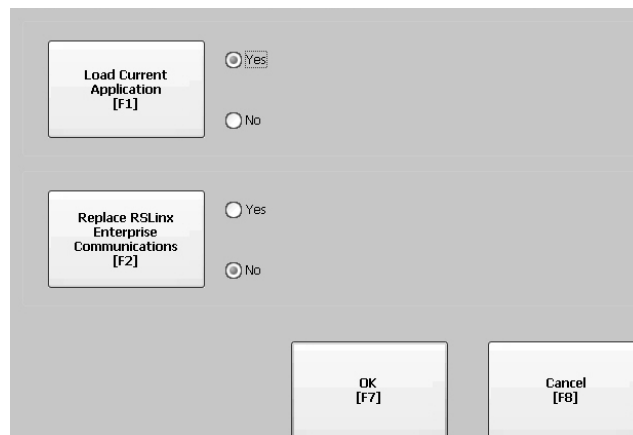 Load Current
Application
[F1]
Yes
No
Replace RSLinx
Enterprise
Communications
[F2]
Yes
No
OK
[F7]
Cancel
[F8]